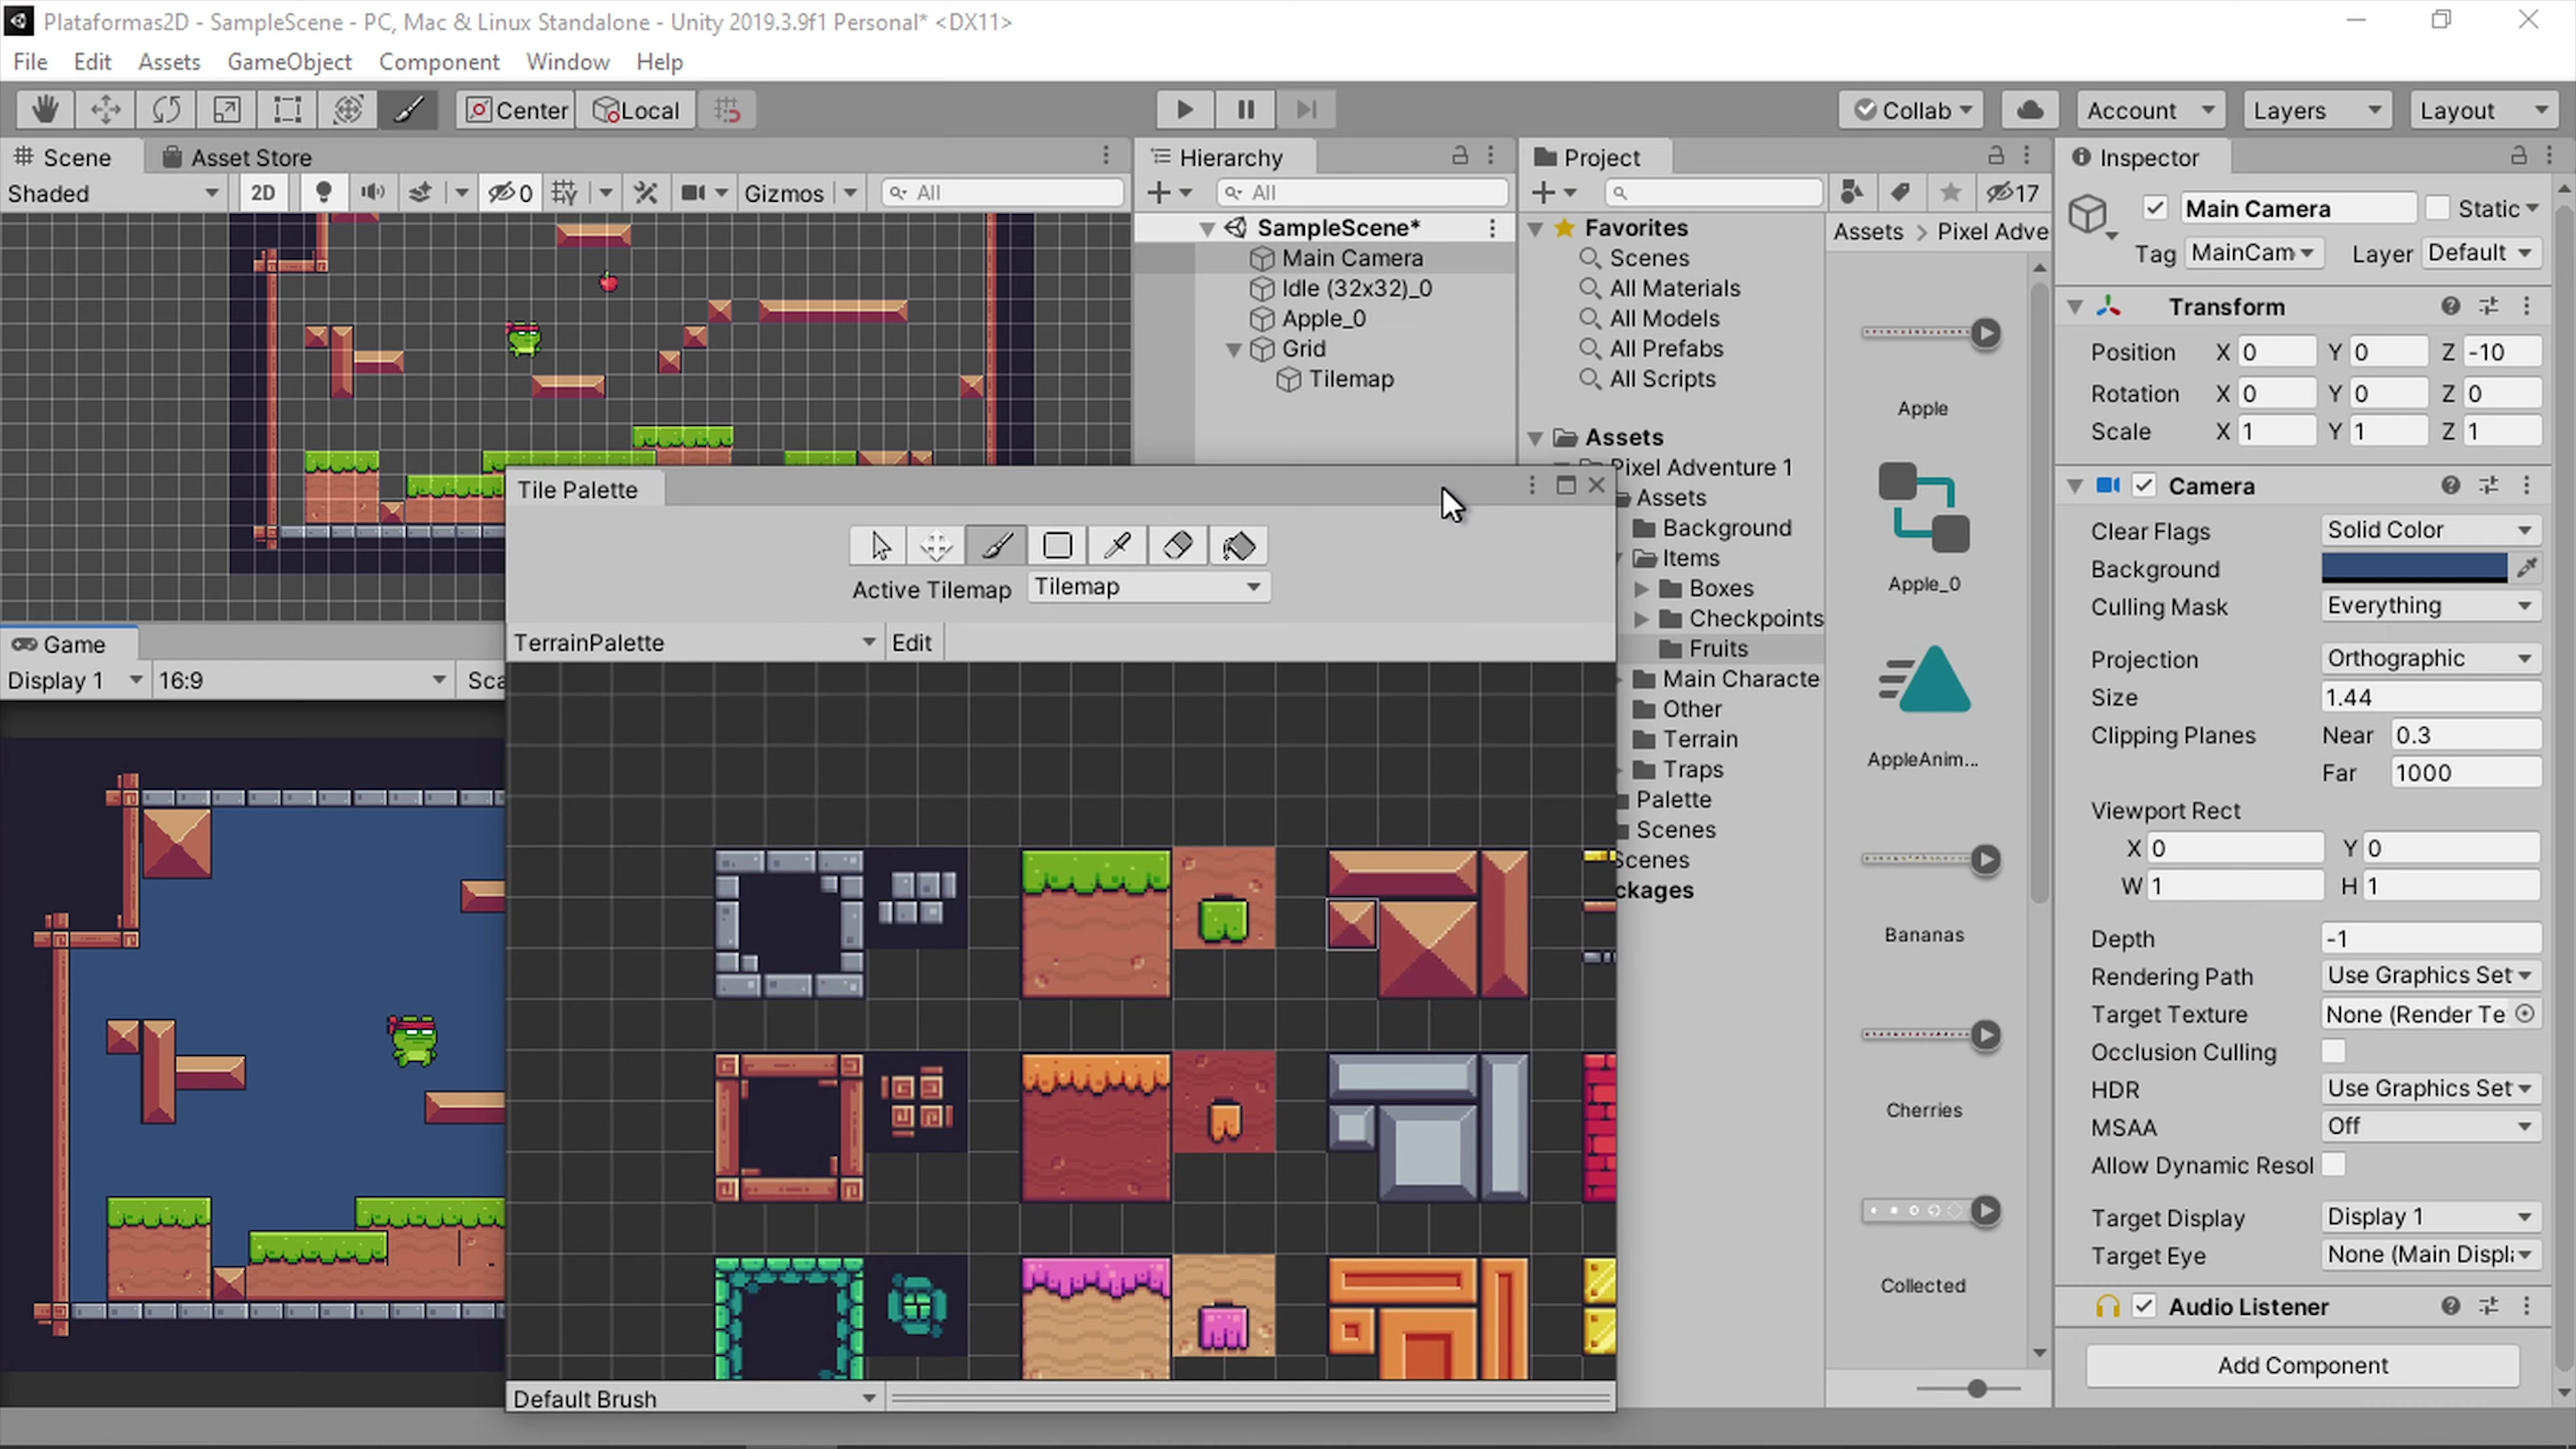 Plataformas2D - SampleScene - PC, Mac & Linux Standalone - Unity 2019.3.9f1 Personal* <DX11>
File Edit Assets GameObject Component Window Help
Center Local Collab Account Layers Layout
Scene Asset Store
Shaded 2D 0 Gizmos All
Hierarchy
All
SampleScene*
Main Camera
Idle (32x32)_0
Apple_0
Grid
Tilemap
Project
17
Favorites
Scenes
All Materials
All Models
All Prefabs
All Scripts
Assets
Pixel Adventure 1
Assets
Background
Items
Boxes
Checkpoints
Fruits
Main Characte
Other
Terrain
Traps
Palette
Scenes
Scenes
ckages
Assets > Pixel Adve
Apple
Apple_0
AppleAnim...
Bananas
Cherries
Collected
Tile Palette
Active Tilemap Tilemap
TerrainPalette Edit
Default Brush
Game
Display 1 16:9 Sca
Inspector
Main Camera Static
Tag MainCam Layer Default
Transform
Position X 0 Y 0 Z -10
Rotation X 0 Y 0 Z 0
Scale X 1 Y 1 Z 1
Camera
Clear Flags Solid Color
Background
Culling Mask Everything
Projection Orthographic
Size 1.44
Clipping Planes Near 0.3
Far 1000
Viewport Rect
X 0 Y 0
W 1 H 1
Depth -1
Rendering Path Use Graphics Set
Target Texture None (Render Te
Occlusion Culling
HDR Use Graphics Set
MSAA Off
Allow Dynamic Resol
Target Display Display 1
Target Eye None (Main Displ
Audio Listener
Add Component